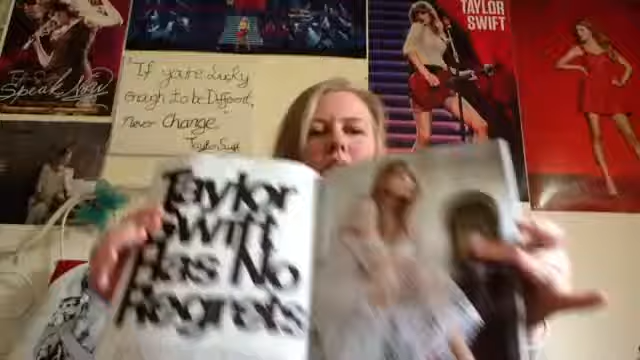 TAYLOR
SWIFT
Speak Now
"If you're lucky
enough to be Different,
never Change
Taylor Swift
Taylor
Swift
Has No
Regrets